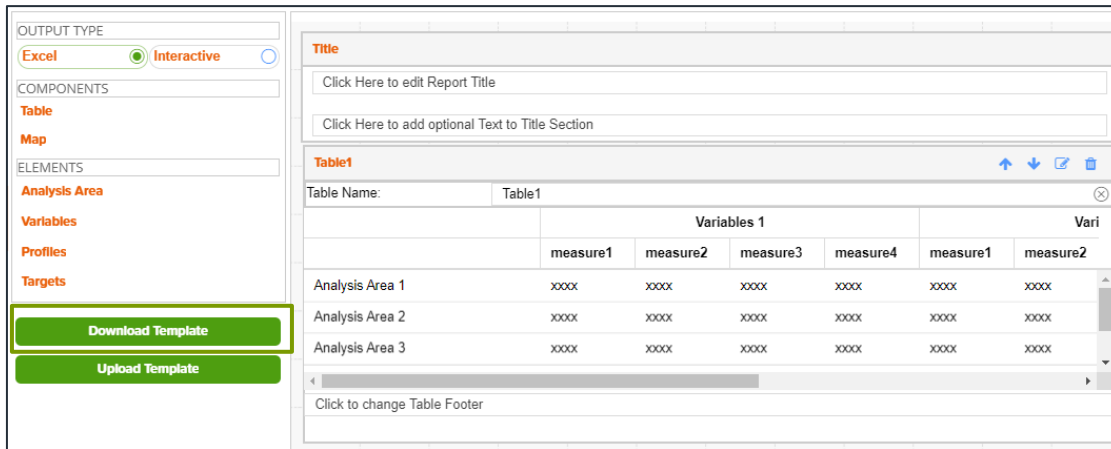 OUTPUT TYPE
Excel Interactive
COMPONENTS
Table
Map
ELEMENTS
Analysis Area
Variables
Profiles
Targets
Download Template
Upload Template
Title
Click Here to edit Report Title
Click Here to add optional Text to Title Section
Table1
Table Name: Table1
Variables 1 Vari
measure1 measure2 measure3 measure4 measure1 measure2
Analysis Area 1 xxxx xxxx xxxx xxxx xxxx xxxx
Analysis Area 2 xxxx xxxx xxxx xxxx xxxx xxxx
Analysis Area 3 xxxx xxxx xxxx xxxx xxxx xxxx
Click to change Table Footer